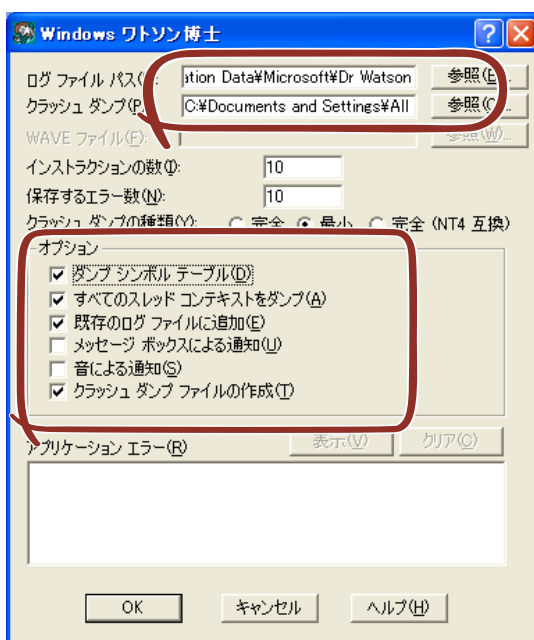 Windows ワトソン博士
ログ ファイル パス( : ation Data¥Microsoft¥Dr Watson 参照(
クラッシュ ダンプ(P C:¥Documents and Settings¥All 参照(
WAVE ファイル(F): 参照(W)...
インストラクションの数(I): 10
保存するエラー数(N): 10
クラッシュ ダンプの種類(Y): 完全 最小 完全 (NT4 互換)
オプション
ダンプ シンボル テーブル(D)
すべてのスレッド コンテキストをダンプ(A)
既存のログ ファイルに追加(E)
メッセージ ボックスによる通知(U)
音による通知(S)
クラッシュ ダンプ ファイルの作成(T)
アプリケーション エラー(R) 表示(V) クリア(C)
OK キャンセル ヘルプ(H)